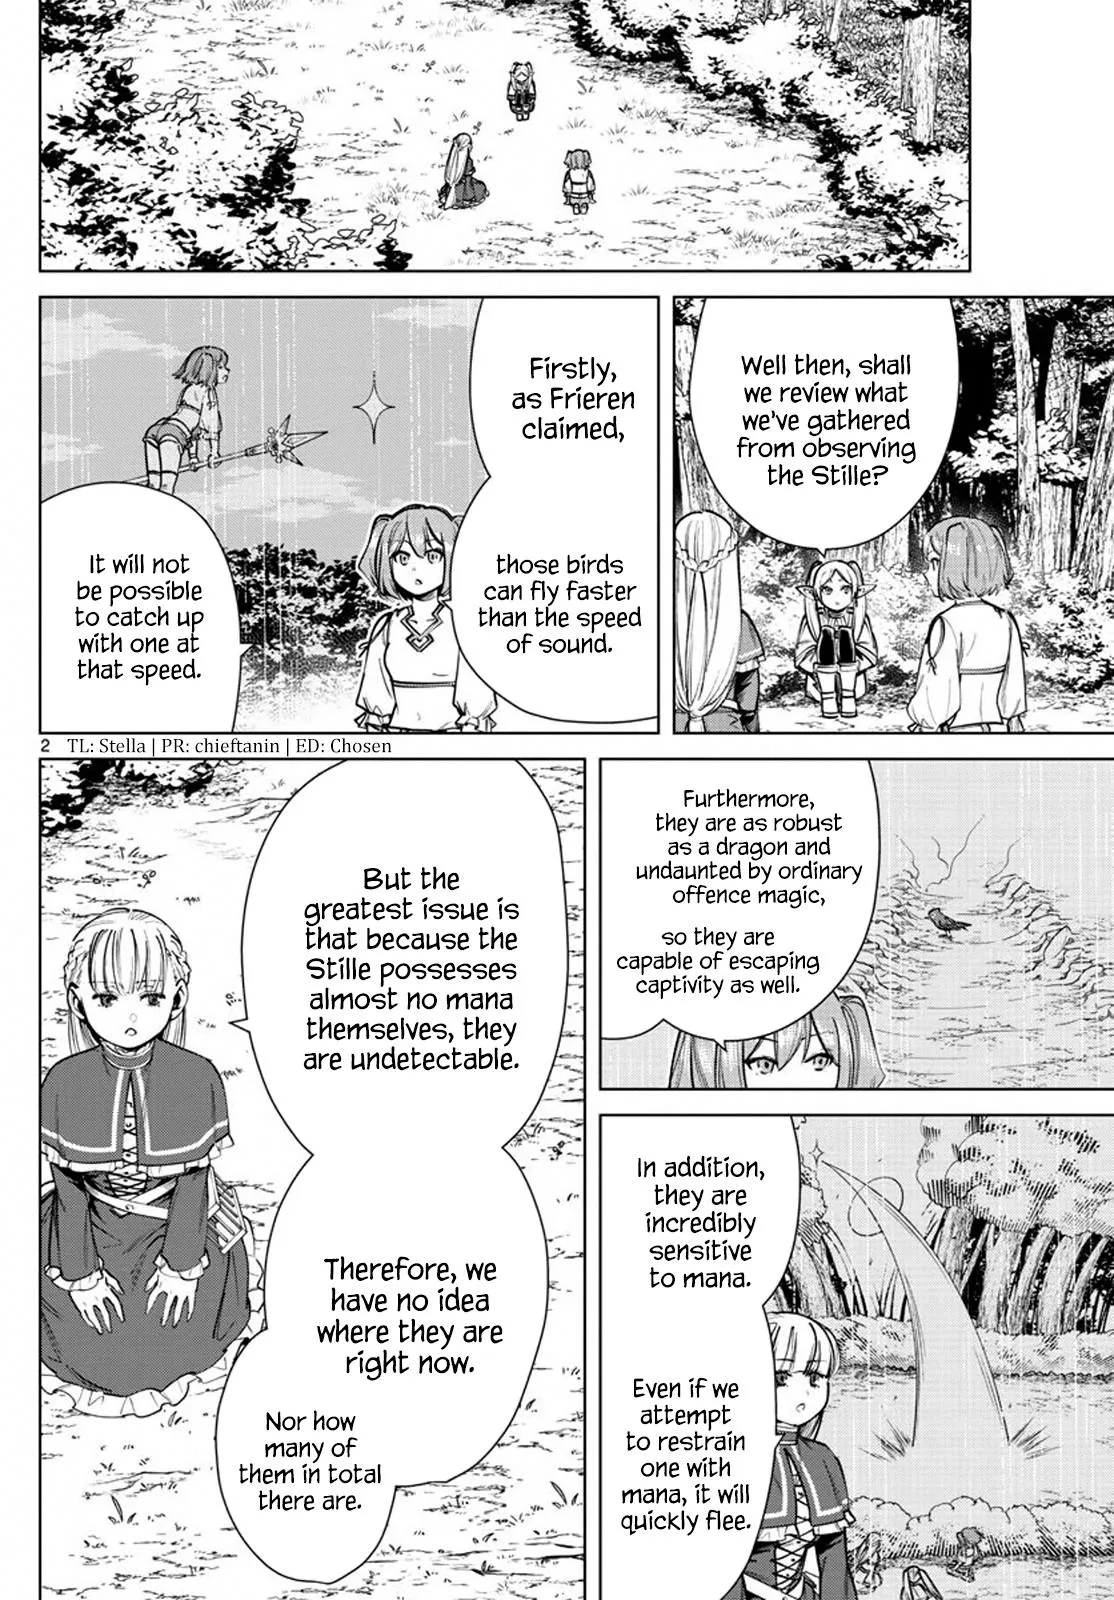 Well then, shall
we review what
we've gathered
from observing
the Stille?
Firstly,
as Frieren
claimed,
those birds
can fly faster
than the speed
of sound.
It will not
be possible
to catch up
with one at
that speed.
2 TL: Stella | PR: chieftanin | ED: Chosen
Furthermore,
they are as robust
as a dragon and
undaunted by ordinary
offence magic,
so they are
capable of escaping
captivity as well.
In addition,
they are
incredibly
sensitive
to mana.
Even if we
attempt
to restrain
one with
mana, it will
quickly flee.
But the
greatest issue is
that because the
Stille possesses
almost no mana
themselves, they
are undetectable.
Therefore, we
have no idea
where they are
right now.
Nor how
many of
them in total
there are.